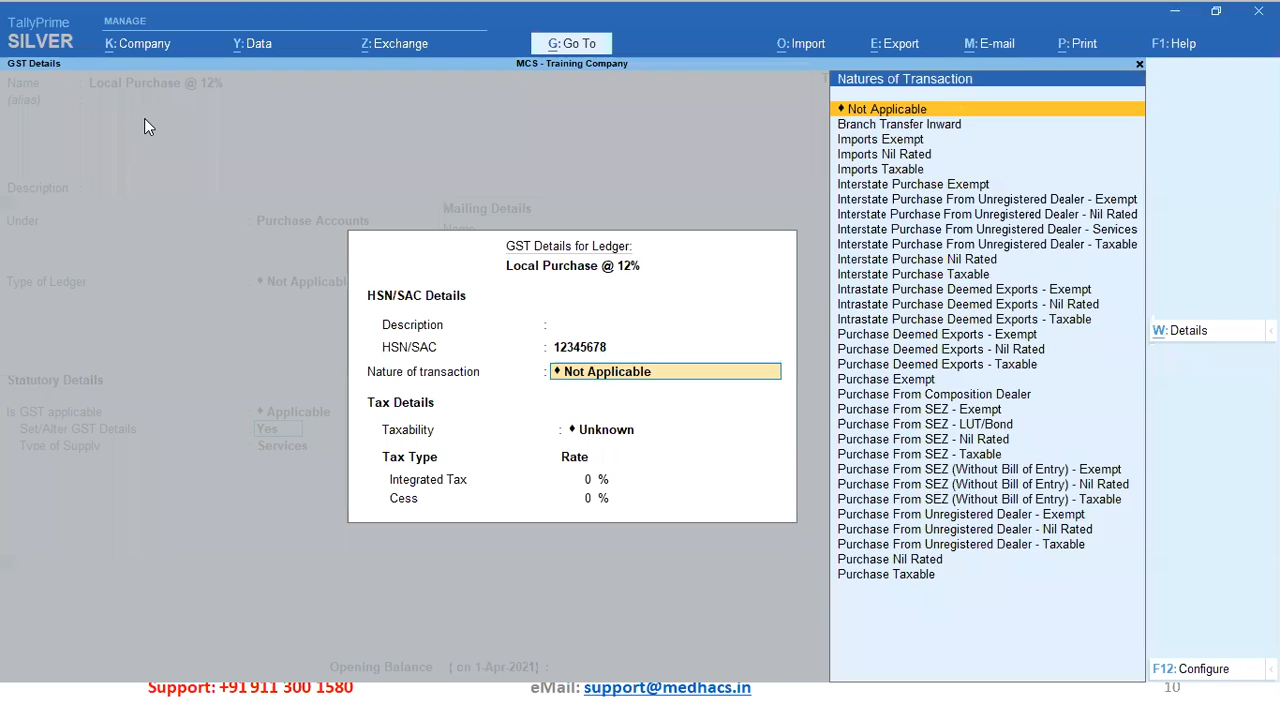 TallyPrime
SILVER
MANAGE
K: Company
Y: Data
Z: Exchange
G: Go To
O: Import
E: Export
M: E-mail
P: Print
F1: Help
GST Details
MCS - Training Company
Name : Local Purchase @ 12%
(alias) :
Description :
Under : Purchase Accounts
Mailing Details
Name
Type of Ledger : ♦ Not Applicable
Statutory Details
Is GST applicable : ♦ Applicable
Set/Alter GST Details : Yes
Type of Supply : Services
Opening Balance ( on 1-Apr-2021) :
GST Details for Ledger:
Local Purchase @ 12%
HSN/SAC Details
Description :
HSN/SAC : 12345678
Nature of transaction : ♦ Not Applicable
Tax Details
Taxability : ♦ Unknown
Tax Type Rate
Integrated Tax 0 %
Cess 0 %
Natures of Transaction
♦ Not Applicable
Branch Transfer Inward
Imports Exempt
Imports Nil Rated
Imports Taxable
Interstate Purchase Exempt
Interstate Purchase From Unregistered Dealer - Exempt
Interstate Purchase From Unregistered Dealer - Nil Rated
Interstate Purchase From Unregistered Dealer - Services
Interstate Purchase From Unregistered Dealer - Taxable
Interstate Purchase Nil Rated
Interstate Purchase Taxable
Intrastate Purchase Deemed Exports - Exempt
Intrastate Purchase Deemed Exports - Nil Rated
Intrastate Purchase Deemed Exports - Taxable
Purchase Deemed Exports - Exempt
Purchase Deemed Exports - Nil Rated
Purchase Deemed Exports - Taxable
Purchase Exempt
Purchase From Composition Dealer
Purchase From SEZ - Exempt
Purchase From SEZ - LUT/Bond
Purchase From SEZ - Nil Rated
Purchase From SEZ - Taxable
Purchase From SEZ (Without Bill of Entry) - Exempt
Purchase From SEZ (Without Bill of Entry) - Nil Rated
Purchase From SEZ (Without Bill of Entry) - Taxable
Purchase From Unregistered Dealer - Exempt
Purchase From Unregistered Dealer - Nil Rated
Purchase From Unregistered Dealer - Taxable
Purchase Nil Rated
Purchase Taxable
W: Details
F12: Configure
Support: +91 911 300 1580
eMail: support@medhacs.in
10